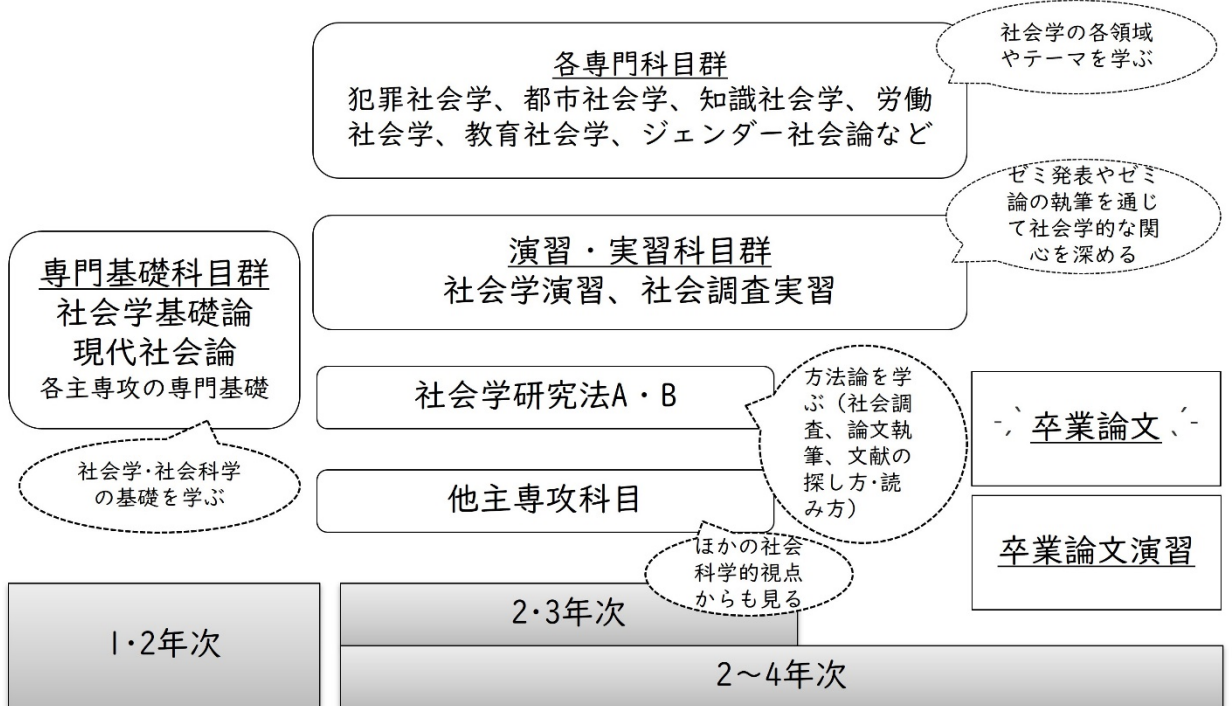 社会学の各領域
やテーマを学ぶ
各専門科目群
犯罪社会学、都市社会学、知識社会学、労働
社会学、教育社会学、ジェンダー社会論など
ゼミ発表やゼミ
論の執筆を通じ
て社会学的な関
心を深める
演習・実習科目群
社会学演習、社会調査実習
専門基礎科目群
社会学基礎論
現代社会論
各主専攻の専門基礎
社会学・社会科学
の基礎を学ぶ
社会学研究法A・B
方法論を学
ぶ（社会調
査、論文執
筆、文献の
探し方・読
み方）
他主専攻科目
ほかの社会
科学的視点
からも見る
卒業論文
卒業論文演習
1・2年次
2・3年次
2～4年次